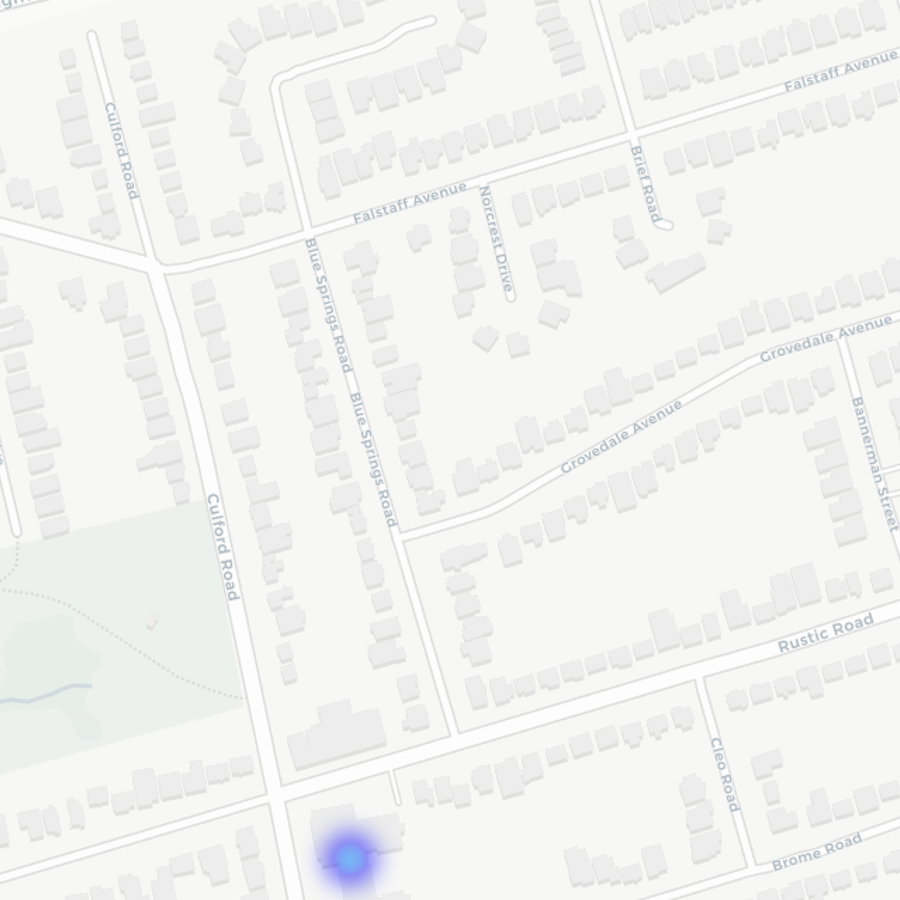 Falstaff Avenue
Culford Road
Brief Road
Falstaff Avenue
Norcrest Drive
Blue Springs Road
Grovedale Avenue
Blue Springs Road
Grovedale Avenue
Bannerman Street
Culford Road
Rustic Road
Cleo Road
Brome Road